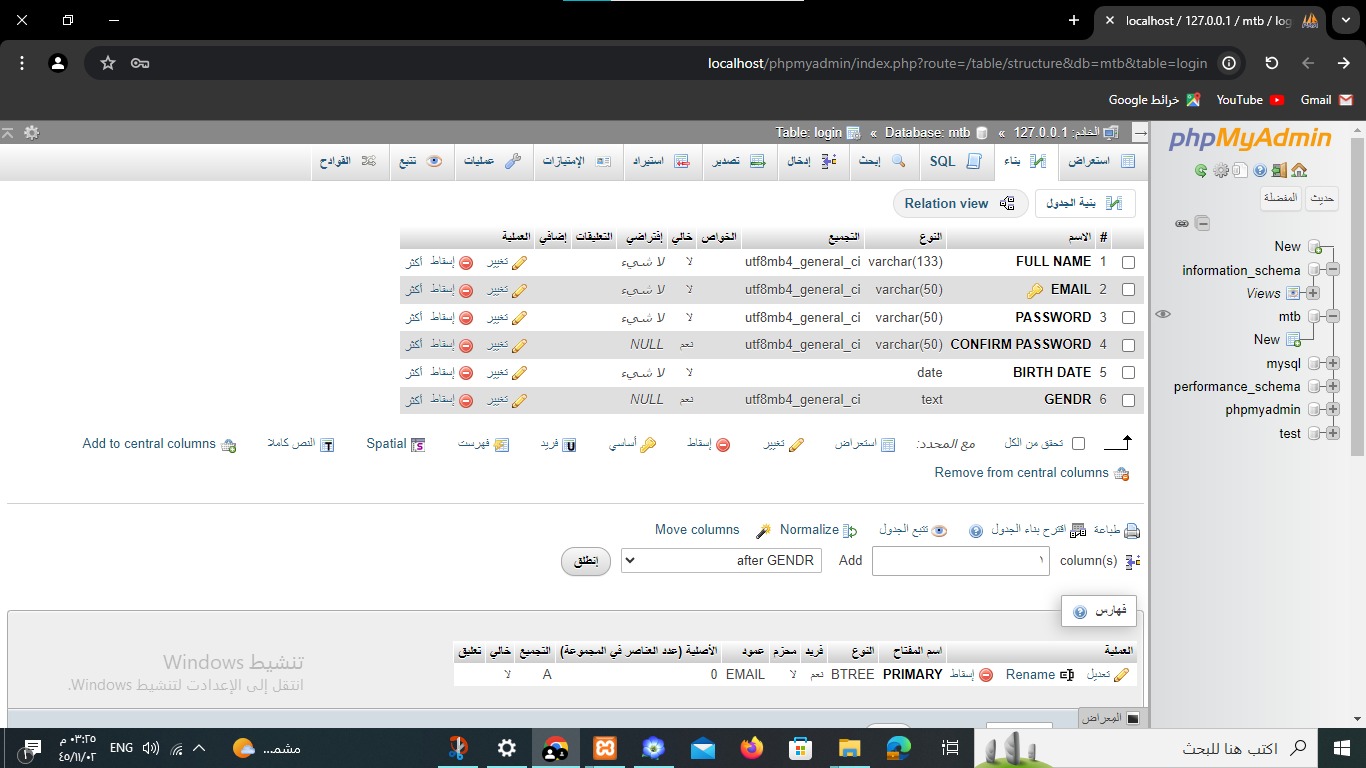 localhost / 127.0.0.1 / mtb / log
localhost/phpmyadmin/index.php?route=/table/structure&db=mtb&table=login
Gmail
YouTube
خرائط Google
phpMyAdmin
حديث
المفضلة
New
information_schema
Views
mtb
New
mysql
performance_schema
phpmyadmin
test
الخادم: 127.0.0.1 » Database: mtb » Table: login
استعراض بناء SQL إبحث إدخال تصدير استيراد الإمتيازات عمليات تتبع القوادح
بنية الجدول Relation view
# الاسم النوع التجميع الخواص خالي إفتراضي التعليقات إضافي العملية
1 FULL NAME varchar(133) utf8mb4_general_ci لا لا شيء تغيير إسقاط أكثر
2 EMAIL varchar(50) utf8mb4_general_ci لا لا شيء تغيير إسقاط أكثر
3 PASSWORD varchar(50) utf8mb4_general_ci لا لا شيء تغيير إسقاط أكثر
4 CONFIRM PASSWORD varchar(50) utf8mb4_general_ci نعم NULL تغيير إسقاط أكثر
5 BIRTH DATE date لا لا شيء تغيير إسقاط أكثر
6 GENDR text utf8mb4_general_ci نعم NULL تغيير إسقاط أكثر
تحقق من الكل مع المحدد: استعراض تغيير إسقاط أساسي فريد فهرست Spatial النص كاملا Add to central columns
Remove from central columns
طباعة اقترح بناء الجدول تتبع الجدول Normalize Move columns
column(s) ١ Add after GENDR إنطلق
فهارس
العملية اسم المفتاح النوع فريد محزم عمود الأصلية (عدد العناصر في المجموعة) التجميع خالي تعليق
تعديل Rename إسقاط PRIMARY BTREE نعم لا EMAIL 0 A لا
المِعراض
تنشيط Windows
انتقل إلى الإعدادت لتنشيط Windows.
اكتب هنا للبحث
مشم...
ENG
٠٣:٢٥ م
٤٥/١١/٠٢
١